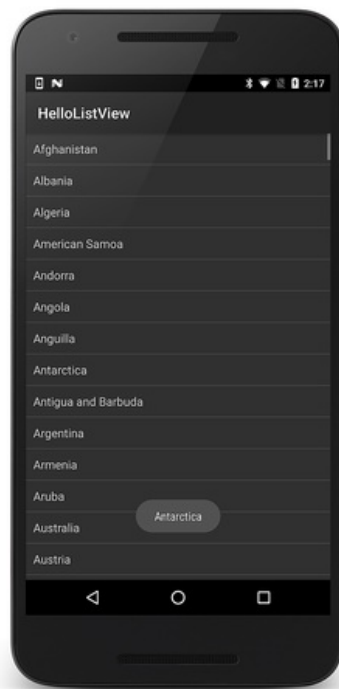 2:17
HelloListView
Afghanistan
Albania
Algeria
American Samoa
Andorra
Angola
Anguilla
Antarctica
Antigua and Barbuda
Argentina
Armenia
Aruba
Antarctica
Australia
Austria